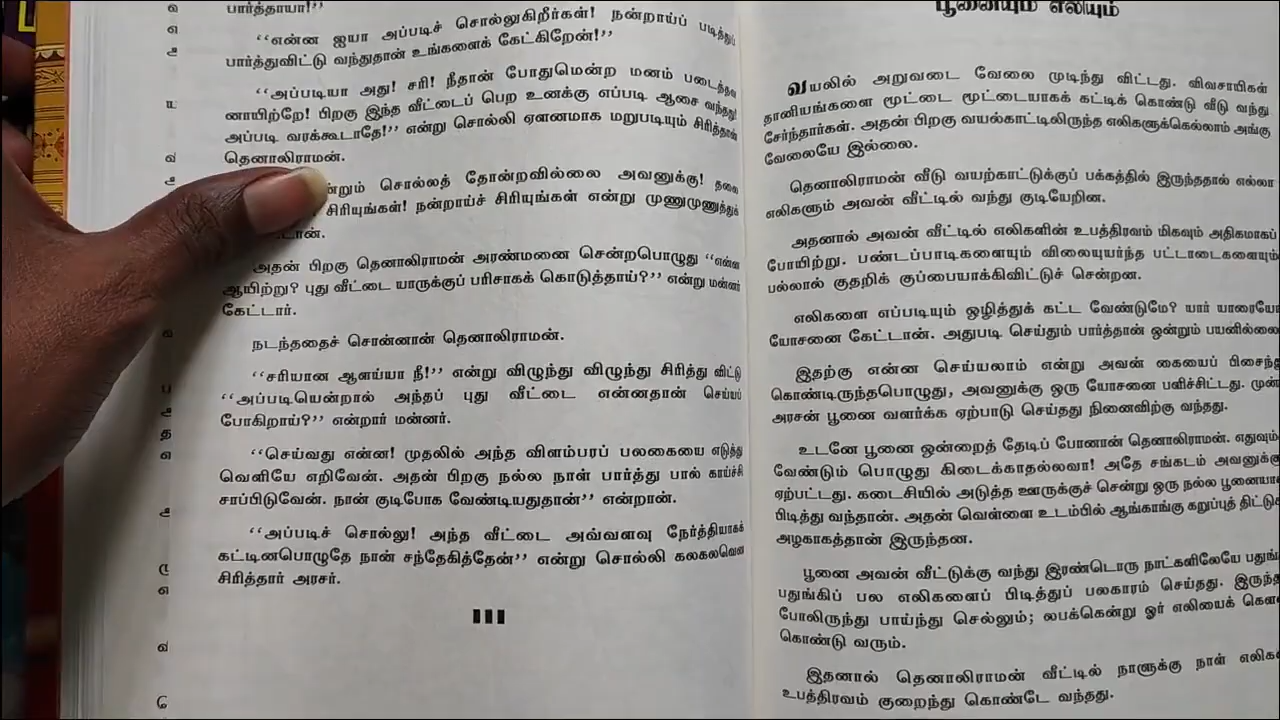 பார்த்தாயா!’’
‘‘என்ன ஐயா அப்படிச் சொல்லுகிறீர்கள்! நன்றாய்ப் படித்துப்
பார்த்துவிட்டு வந்துதான் உங்களைக் கேட்கிறேன்!’’
‘‘அப்படியா அது! சரி! நீதான் போதுமென்ற மனம் படைத்தவ
னாயிற்றே! பிறகு இந்த வீட்டைப் பெற உனக்கு எப்படி ஆசை வந்தது!
அப்படி வரக்கூடாதே!’’ என்று சொல்லி ஏளனமாக மறுபடியும் சிரித்தான்
தெனாலிராமன்.
சொல்லத் தோன்றவில்லை அவனுக்கு! தலை
சிரியுங்கள்! நன்றாய்ச் சிரியுங்கள் என்று முணுமுணுத்துக்
அதன் பிறகு தெனாலிராமன் அரண்மனை சென்றபொழுது ‘‘என்ன
ஆயிற்று? புது வீட்டை யாருக்குப் பரிசாகக் கொடுத்தாய்?’’ என்று மன்னர்
கேட்டார்.
நடந்ததைச் சொன்னான் தெனாலிராமன்.
‘‘சரியான ஆளய்யா நீ!’’ என்று விழுந்து விழுந்து சிரித்து விட்டு
‘‘அப்படியென்றால் அந்தப் புது வீட்டை என்னதான் செய்யப்
போகிறாய்?’’ என்றார் மன்னர்.
‘‘செய்வது என்ன! முதலில் அந்த விளம்பரப் பலகையை எடுத்து
வெளியே எறிவேன். அதன் பிறகு நல்ல நாள் பார்த்து பால் காய்ச்சி
சாப்பிடுவேன். நான் குடிபோக வேண்டியதுதான்’’ என்றான்.
‘‘அப்படிச் சொல்லு! அந்த வீட்டை அவ்வளவு நேர்த்தியாகக்
கட்டினபொழுதே நான் சந்தேகித்தேன்’’ என்று சொல்லி கலகலவென
சிரித்தார் அரசர்.
பூனையும் எலியும்
வயலில் அறுவடை வேலை முடிந்து விட்டது. விவசாயிகள்
தானியங்களை மூட்டை மூட்டையாகக் கட்டிக் கொண்டு வீடு வந்து
சேர்ந்தார்கள். அதன் பிறகு வயல்காட்டிலிருந்த எலிகளுக்கெல்லாம் அங்கு
வேலையே இல்லை.
தெனாலிராமன் வீடு வயற்காட்டுக்குப் பக்கத்தில் இருந்ததால் எல்லா
எலிகளும் அவன் வீட்டில் வந்து குடியேறின.
அதனால் அவன் வீட்டில் எலிகளின் உபத்திரவம் மிகவும் அதிகமாகப்
போயிற்று. பண்டப்பாடிகளையும் விலையுயர்ந்த பட்டாடைகளையும்
பல்லால் குதறிக் குப்பையாக்கிவிட்டுச் சென்றன.
எலிகளை எப்படியும் ஒழித்துக் கட்ட வேண்டுமே? யார் யாரையோ
யோசனை கேட்டான். அதுபடி செய்தும் பார்த்தான் ஒன்றும் பயனில்லை
இதற்கு என்ன செய்யலாம் என்று அவன் கையைப் பிசைந்து
கொண்டிருந்தபொழுது, அவனுக்கு ஒரு யோசனை பளிச்சிட்டது.
அரசன் பூனை வளர்க்க ஏற்பாடு செய்தது நினைவிற்கு வந்தது.
உடனே பூனை ஒன்றைத் தேடிப் போனான் தெனாலிராமன். எதுவும்
வேண்டும் பொழுது கிடைக்காதல்லவா! அதே சங்கடம் அவனுக்கு
ஏற்பட்டது. கடைசியில் அடுத்த ஊருக்குச் சென்று ஒரு நல்ல
பிடித்து வந்தான். அதன் வெள்ளை உடம்பில் ஆங்காங்கு கறுப்புத்
அழகாகத்தான் இருந்தன.
பூனை அவன் வீட்டுக்கு வந்து இரண்டொரு நாட்களிலேயே
பதுங்கிப் பல எலிகளைப் பிடித்துப் பலகாரம் செய்தது.
போலிருந்து பாய்ந்து செல்லும்; லபக்கென்று ஓர் எலியைக்
கொண்டு வரும்.
இதனால் தெனாலிராமன் வீட்டில் நாளுக்கு நாள்
உபத்திரவம் குறைந்து கொண்டே வந்தது.